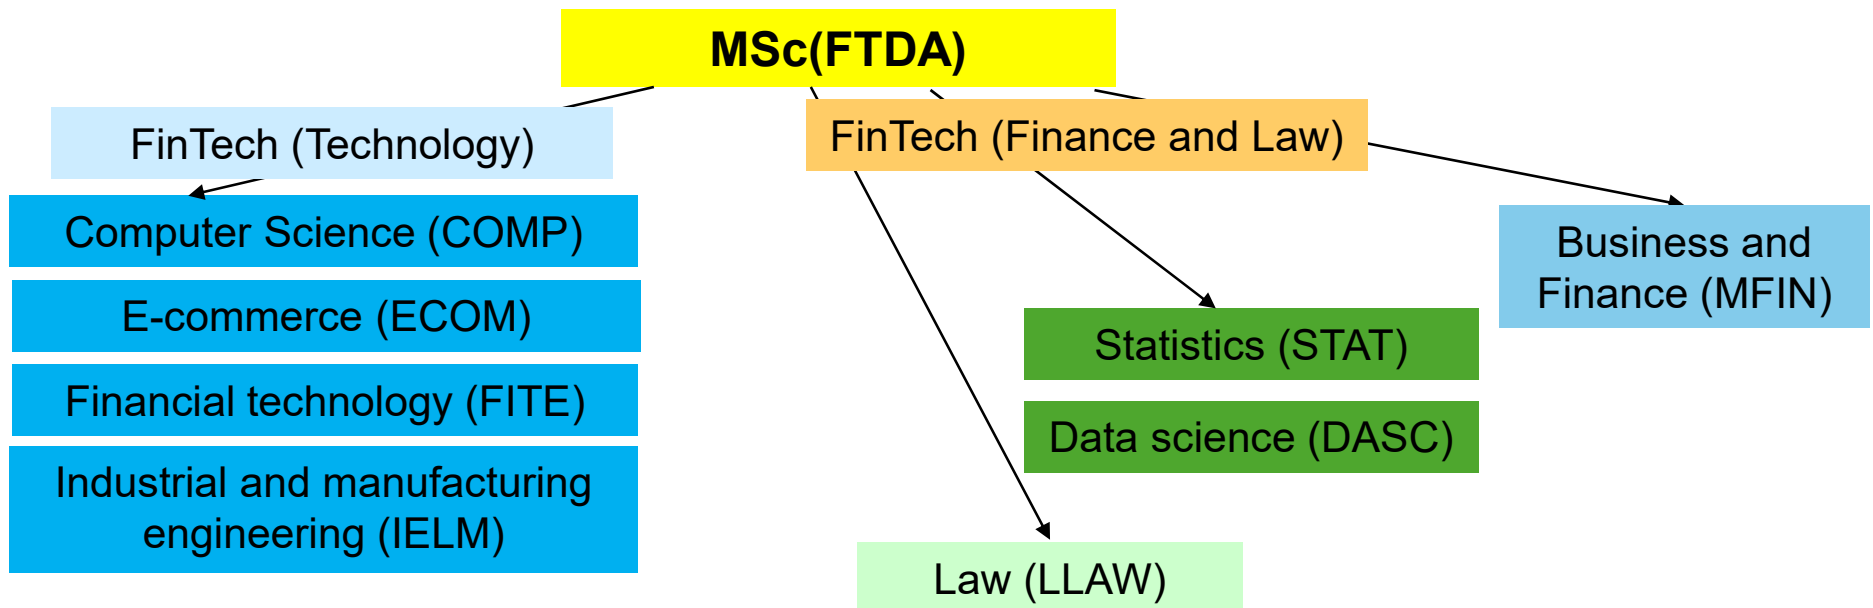 MSc(FTDA)
FinTech (Technology)
FinTech (Finance and Law)
Computer Science (COMP)
E-commerce (ECOM)
Financial technology (FITE)
Industrial and manufacturing
engineering (IELM)
Business and
Finance (MFIN)
Statistics (STAT)
Data science (DASC)
Law (LLAW)